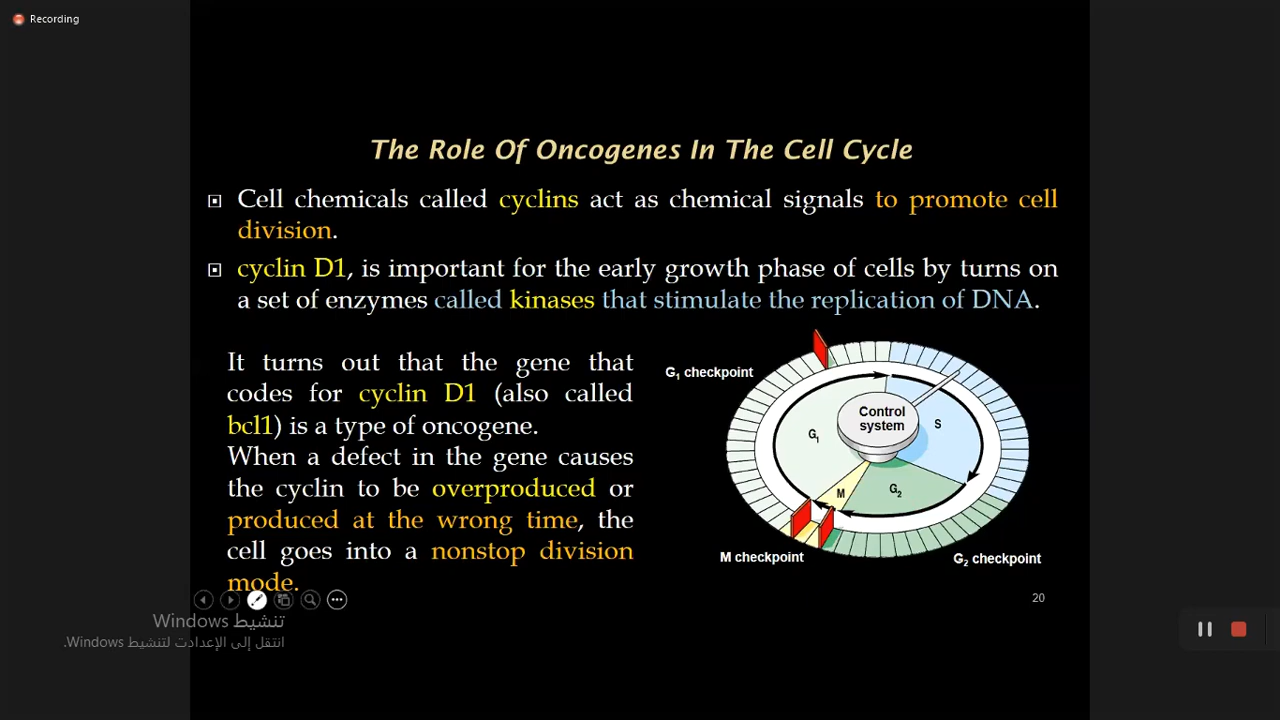 Recording
The Role Of Oncogenes In The Cell Cycle
Cell chemicals called cyclins act as chemical signals to promote cell
division.
cyclin D1, is important for the early growth phase of cells by turns on
a set of enzymes called kinases that stimulate the replication of DNA.
It turns out that the gene that
codes for cyclin D1 (also called
bcl1) is a type of oncogene.
When a defect in the gene causes
the cyclin to be overproduced or
produced at the wrong time, the
cell goes into a nonstop division
mode.
G1 checkpoint
Control
system
S
G1
M
G2
M checkpoint
G2 checkpoint
20
تنشيط Windows
انتقل إلى الإعدادت لتنشيط Windows.